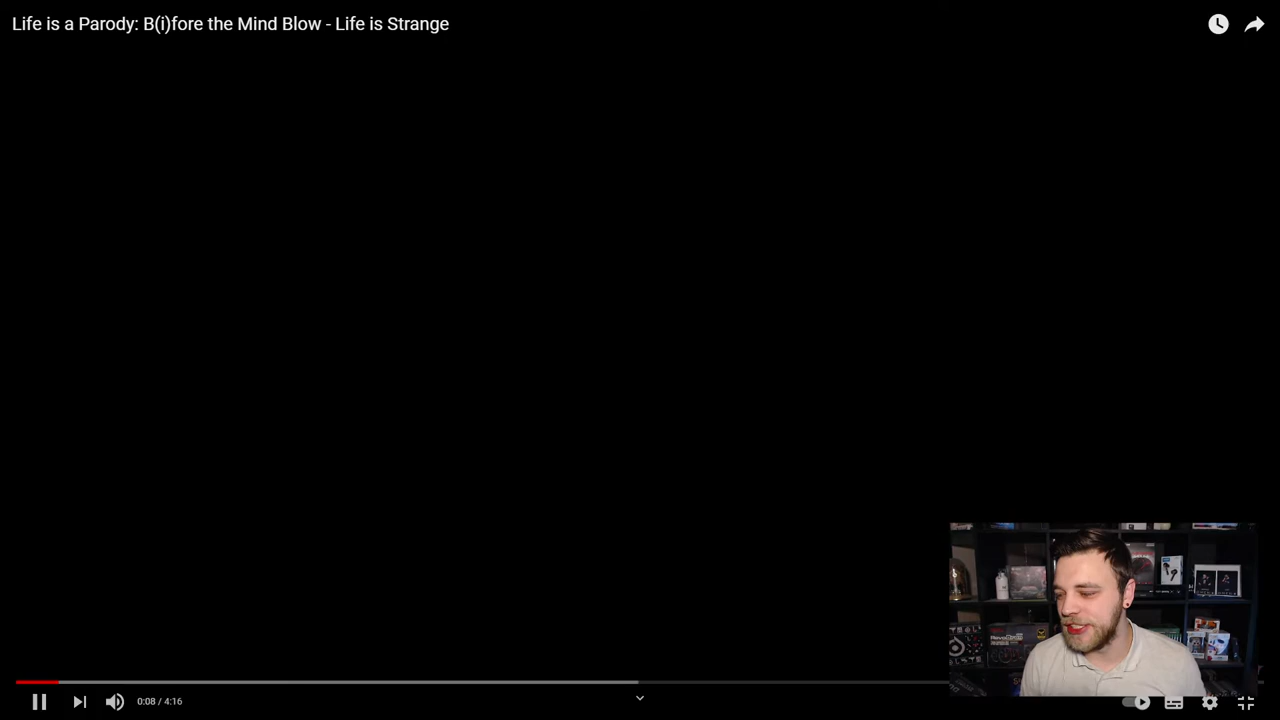 Life is a Parody: B(i)fore the Mind Blow - Life is Strange
0:08 / 4:16